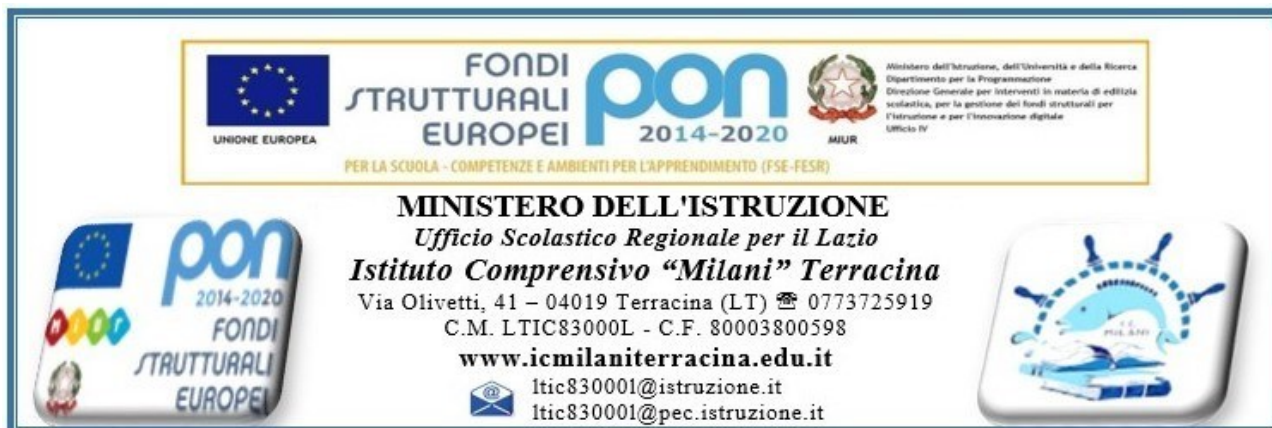 UNIONE EUROPEA
FONDI
STRUTTURALI
EUROPEI
pon
2014-2020
MIUR
Ministero dell'Istruzione, dell'Università e della Ricerca
Dipartimento per la Programmazione
Direzione Generale per interventi in materia di edilizia
scolastica, per la gestione dei fondi strutturali per
l'istruzione e per l'innovazione digitale
Ufficio IV
PER LA SCUOLA - COMPETENZE E AMBIENTI PER L'APPRENDIMENTO (FSE-FESR)
MINISTERO DELL'ISTRUZIONE
Ufficio Scolastico Regionale per il Lazio
Istituto Comprensivo “Milani” Terracina
Via Olivetti, 41 – 04019 Terracina (LT) ☎ 0773725919
C.M. LTIC83000L - C.F. 80003800598
www.icmilaniterracina.edu.it
ltic83000l@istruzione.it
ltic83000l@pec.istruzione.it
pon
2014-2020
miur
FONDI
STRUTTURALI
EUROPEI
I.C.
MILANI